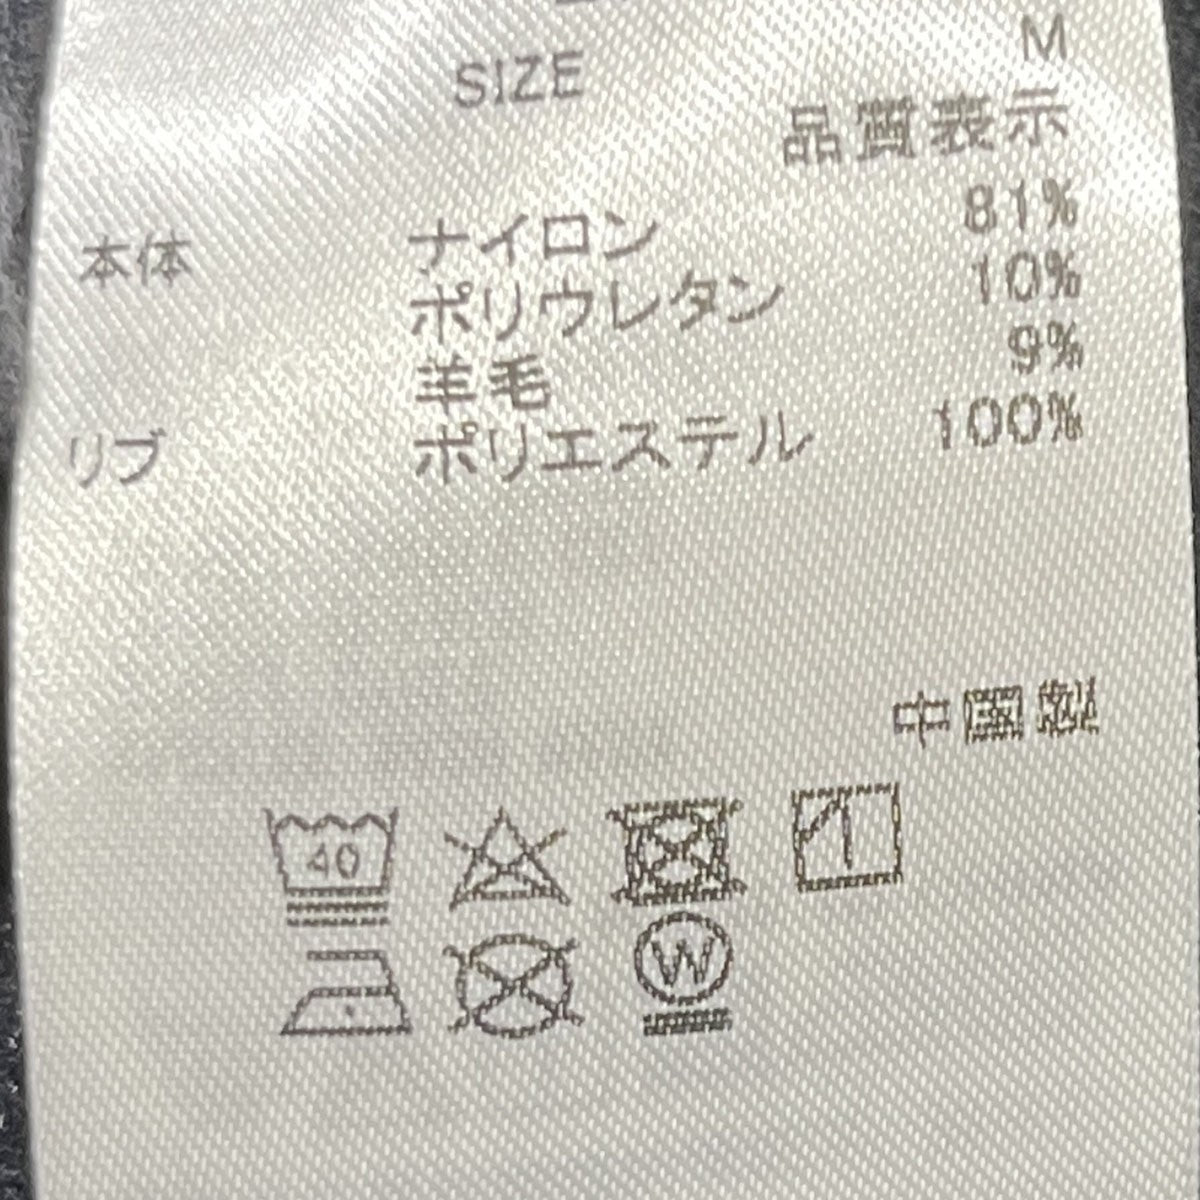 SIZE M
品質表示
本体 ナイロン 81%
ポリウレタン 10%
羊毛 9%
リブ ポリエステル 100%
中国製
40
W